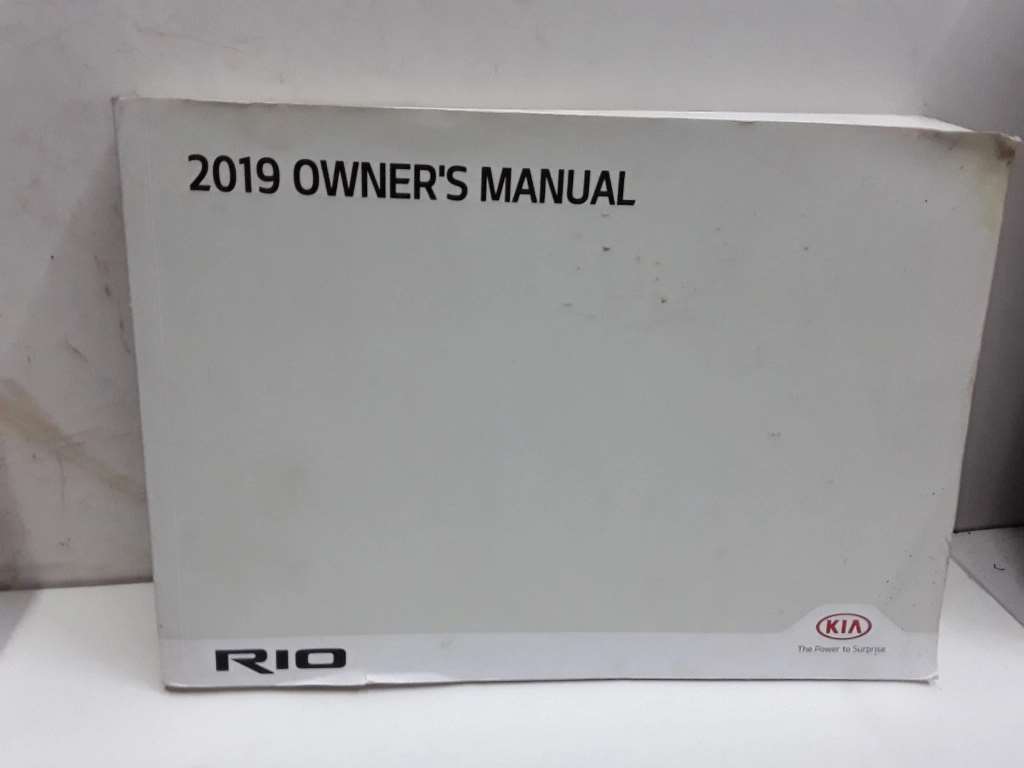 2019 OWNER'S MANUAL
RIO
KIA
The Power to Surprise